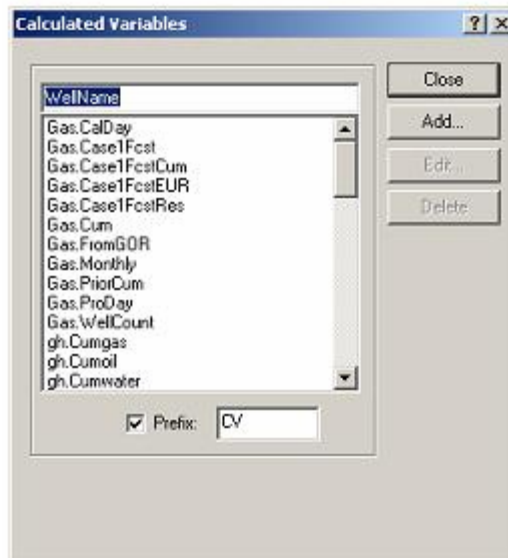 Calculated Variables
WellName
Gas.CalDay
Gas.Case1Fcst
Gas.Case1FcstCum
Gas.Case1FcstEUR
Gas.Case1FcstRes
Gas.Cum
Gas.FromGOR
Gas.Monthly
Gas.PriorCum
Gas.ProDay
Gas.WellCount
gh.Cumgas
gh.Cumoil
gh.Cumwater
Prefix:
CV
Close
Add...
Edit...
Delete